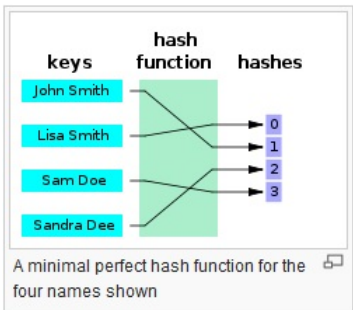 keys
hash
function
hashes
John Smith
Lisa Smith
Sam Doe
Sandra Dee
0
1
2
3
A minimal perfect hash function for the
four names shown